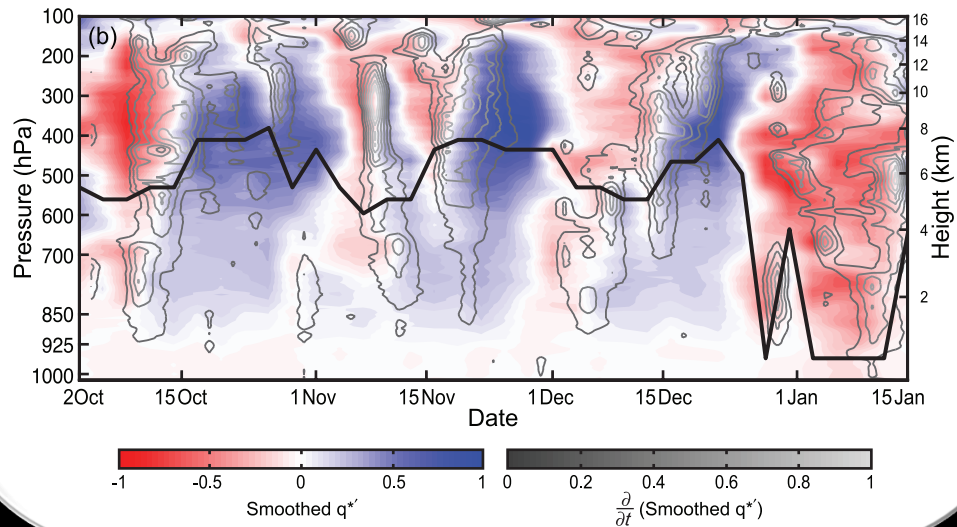 (b)
Pressure (hPa)
100
200
300
400
500
600
700
850
925
1000
16
14
12
10
8
6
4
2
Height (km)
2Oct 15Oct 1Nov 15Nov 1Dec 15Dec 1Jan 15Jan
Date
-1 -0.5 0 0.5 1
Smoothed q*′
0 0.2 0.4 0.6 0.8 1
∂/∂t (Smoothed q*′)